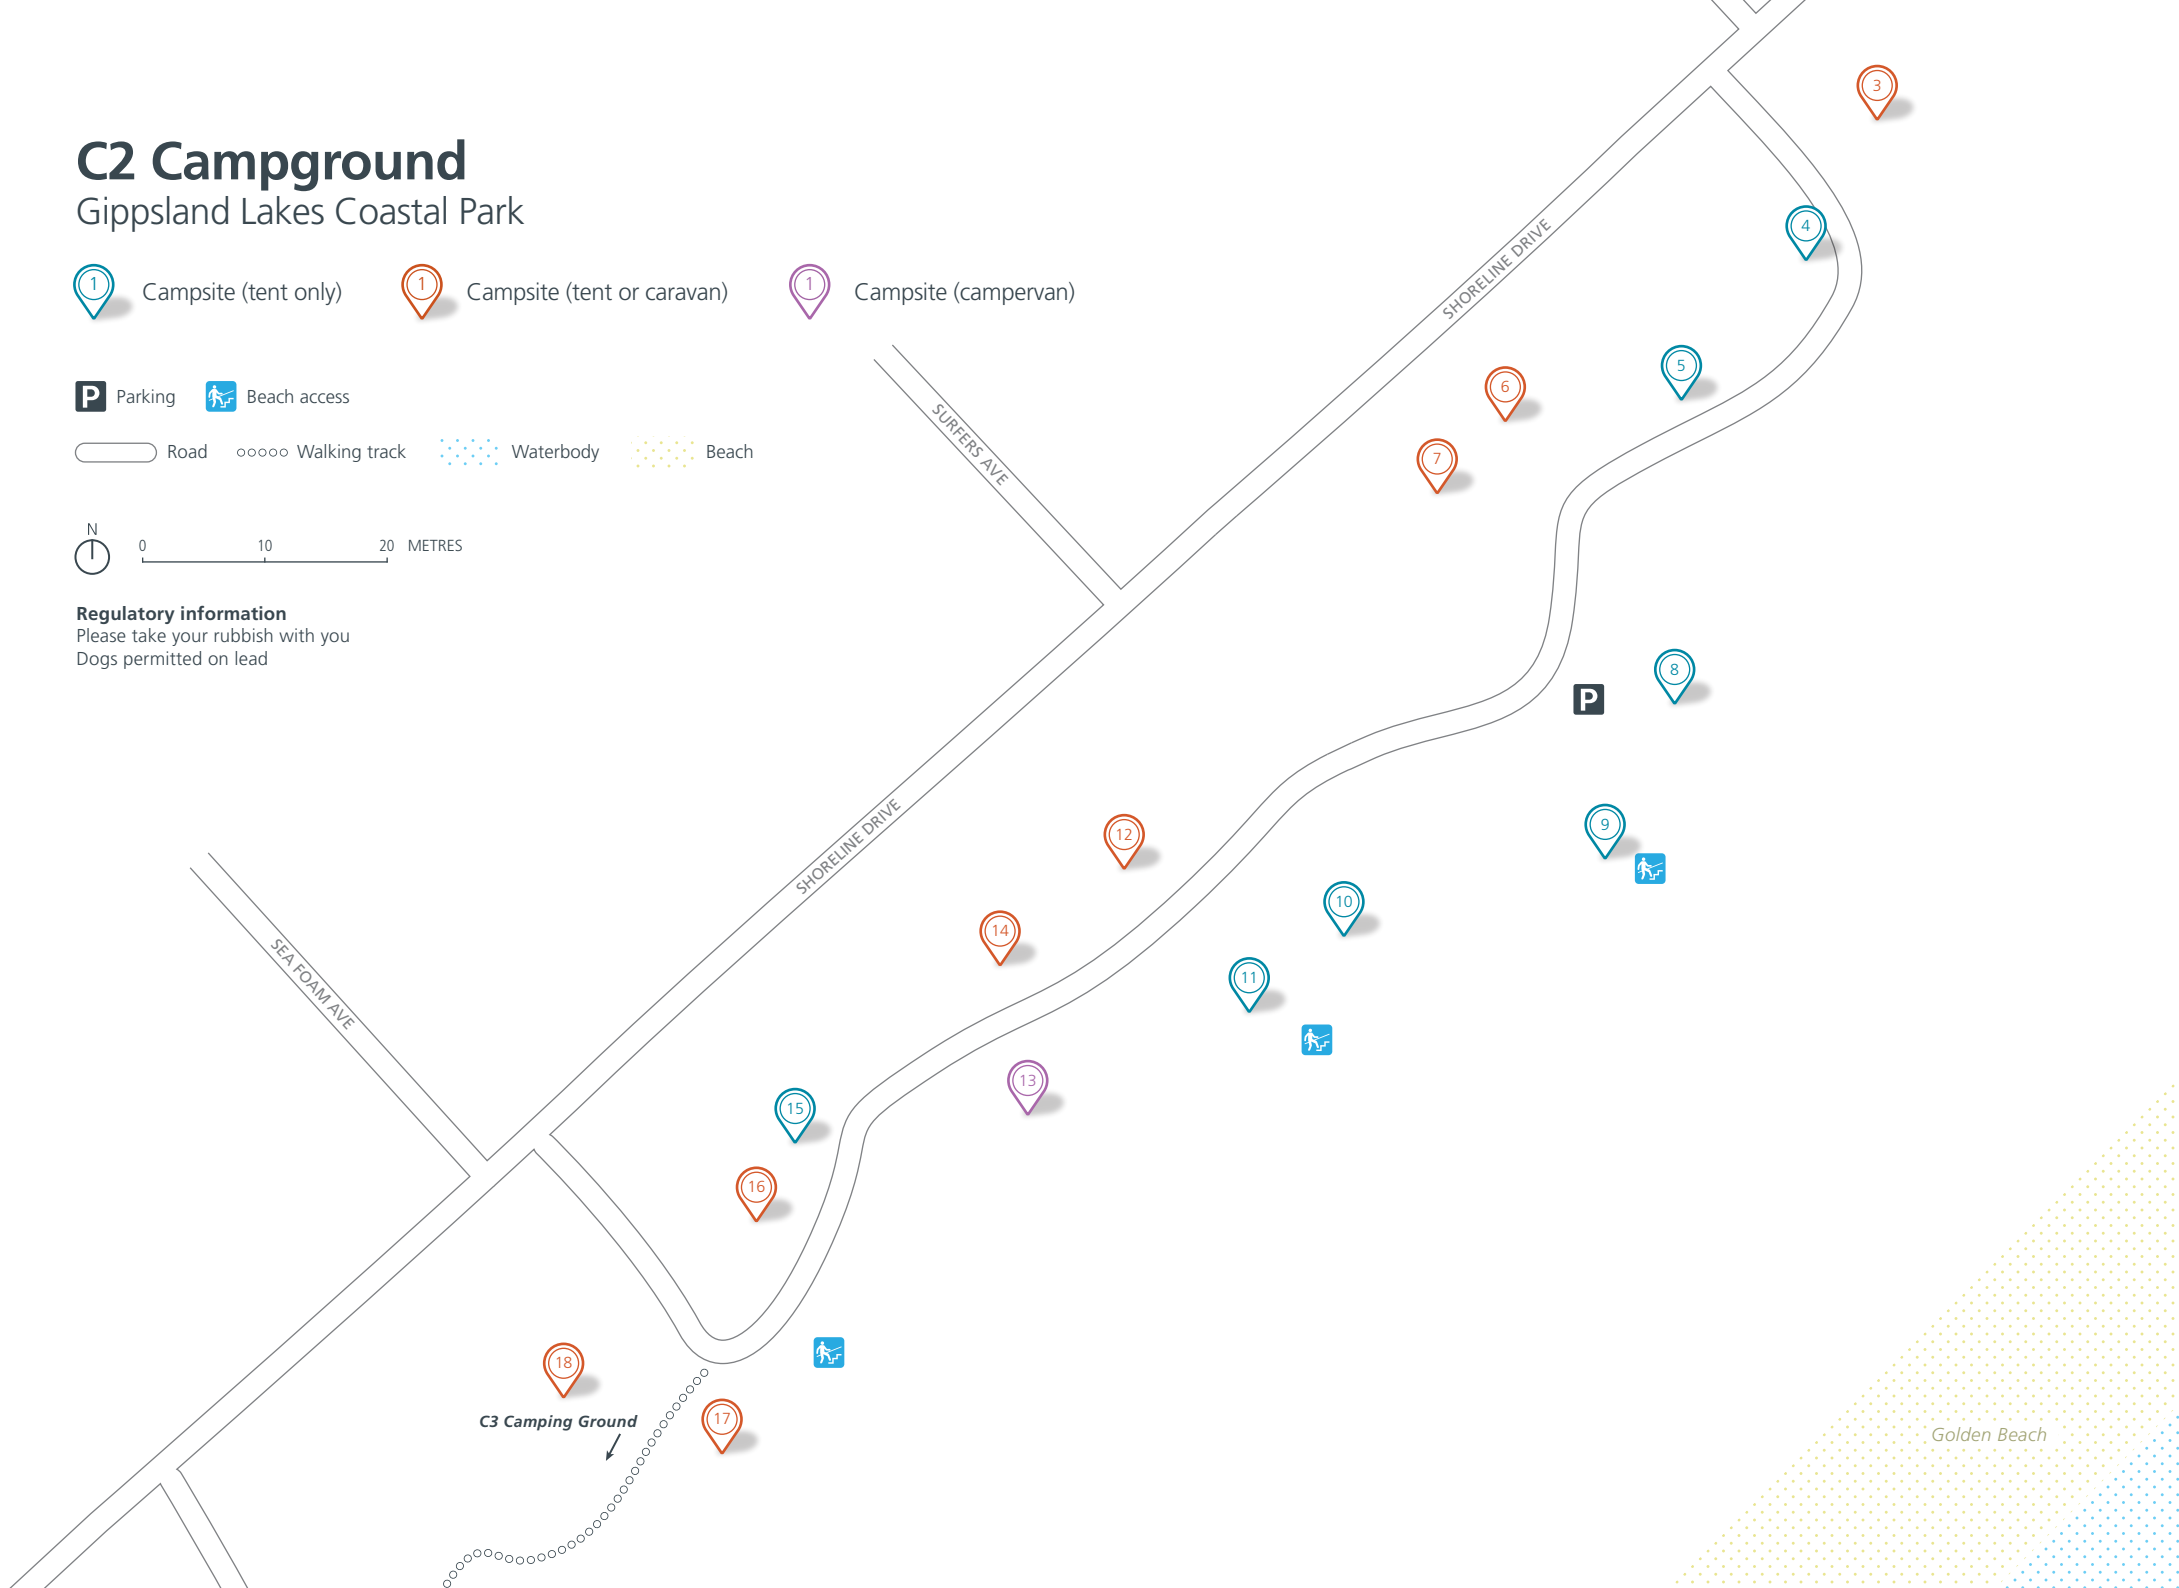 C2 Campground
Gippsland Lakes Coastal Park
1 Campsite (tent only)
1 Campsite (tent or caravan)
1 Campsite (campervan)
P Parking
Beach access
Road
Walking track
Waterbody
Beach
N
0 10 20 METRES
Regulatory information
Please take your rubbish with you
Dogs permitted on lead
3
4
SHORELINE DRIVE
5
6
SURFERS AVE
7
8
P
9
SHORELINE DRIVE
12
10
14
11
SEA FOAM AVE
13
15
16
18
17
C3 Camping Ground
Golden Beach